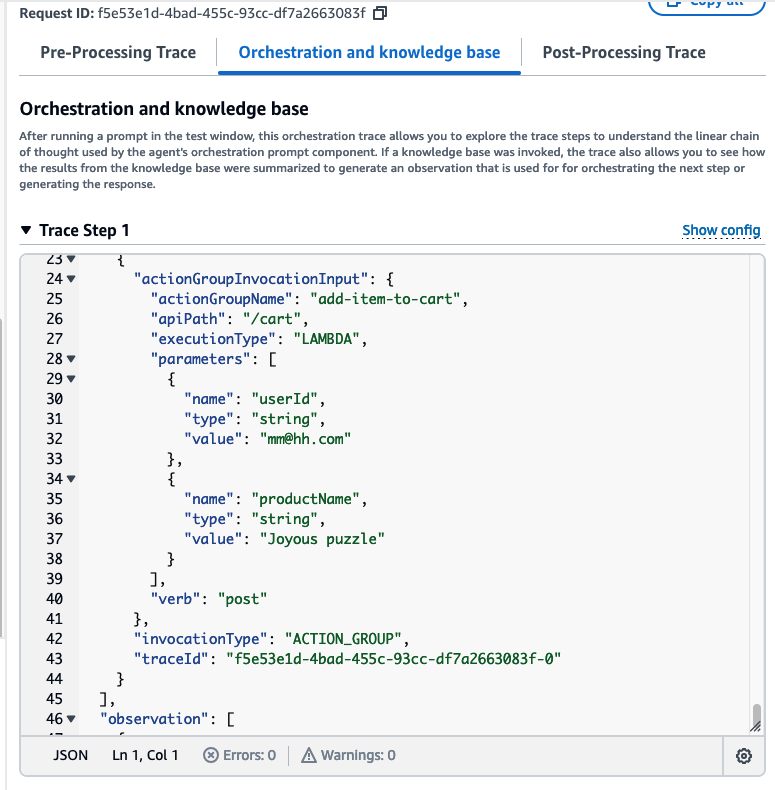 Request ID: f5e53e1d-4bad-455c-93cc-df7a2663083f
Copy all
Pre-Processing Trace
Orchestration and knowledge base
Post-Processing Trace
Orchestration and knowledge base
After running a prompt in the test window, this orchestration trace allows you to explore the trace steps to understand the linear chain
of thought used by the agent's orchestration prompt component. If a knowledge base was invoked, the trace also allows you to see how
the results from the knowledge base were summarized to generate an observation that is used for for orchestrating the next step or
generating the response.
Trace Step 1
Show config
23 {
24 "actionGroupInvocationInput": {
25 "actionGroupName": "add-item-to-cart",
26 "apiPath": "/cart",
27 "executionType": "LAMBDA",
28 "parameters": [
29 {
30 "name": "userId",
31 "type": "string",
32 "value": "mm@hh.com"
33 },
34 {
35 "name": "productName",
36 "type": "string",
37 "value": "Joyous puzzle"
38 }
39 ],
40 "verb": "post"
41 },
42 "invocationType": "ACTION_GROUP",
43 "traceId": "f5e53e1d-4bad-455c-93cc-df7a2663083f-0"
44 }
45 ],
46 "observation": [
47 {
JSON Ln 1, Col 1 Errors: 0 Warnings: 0